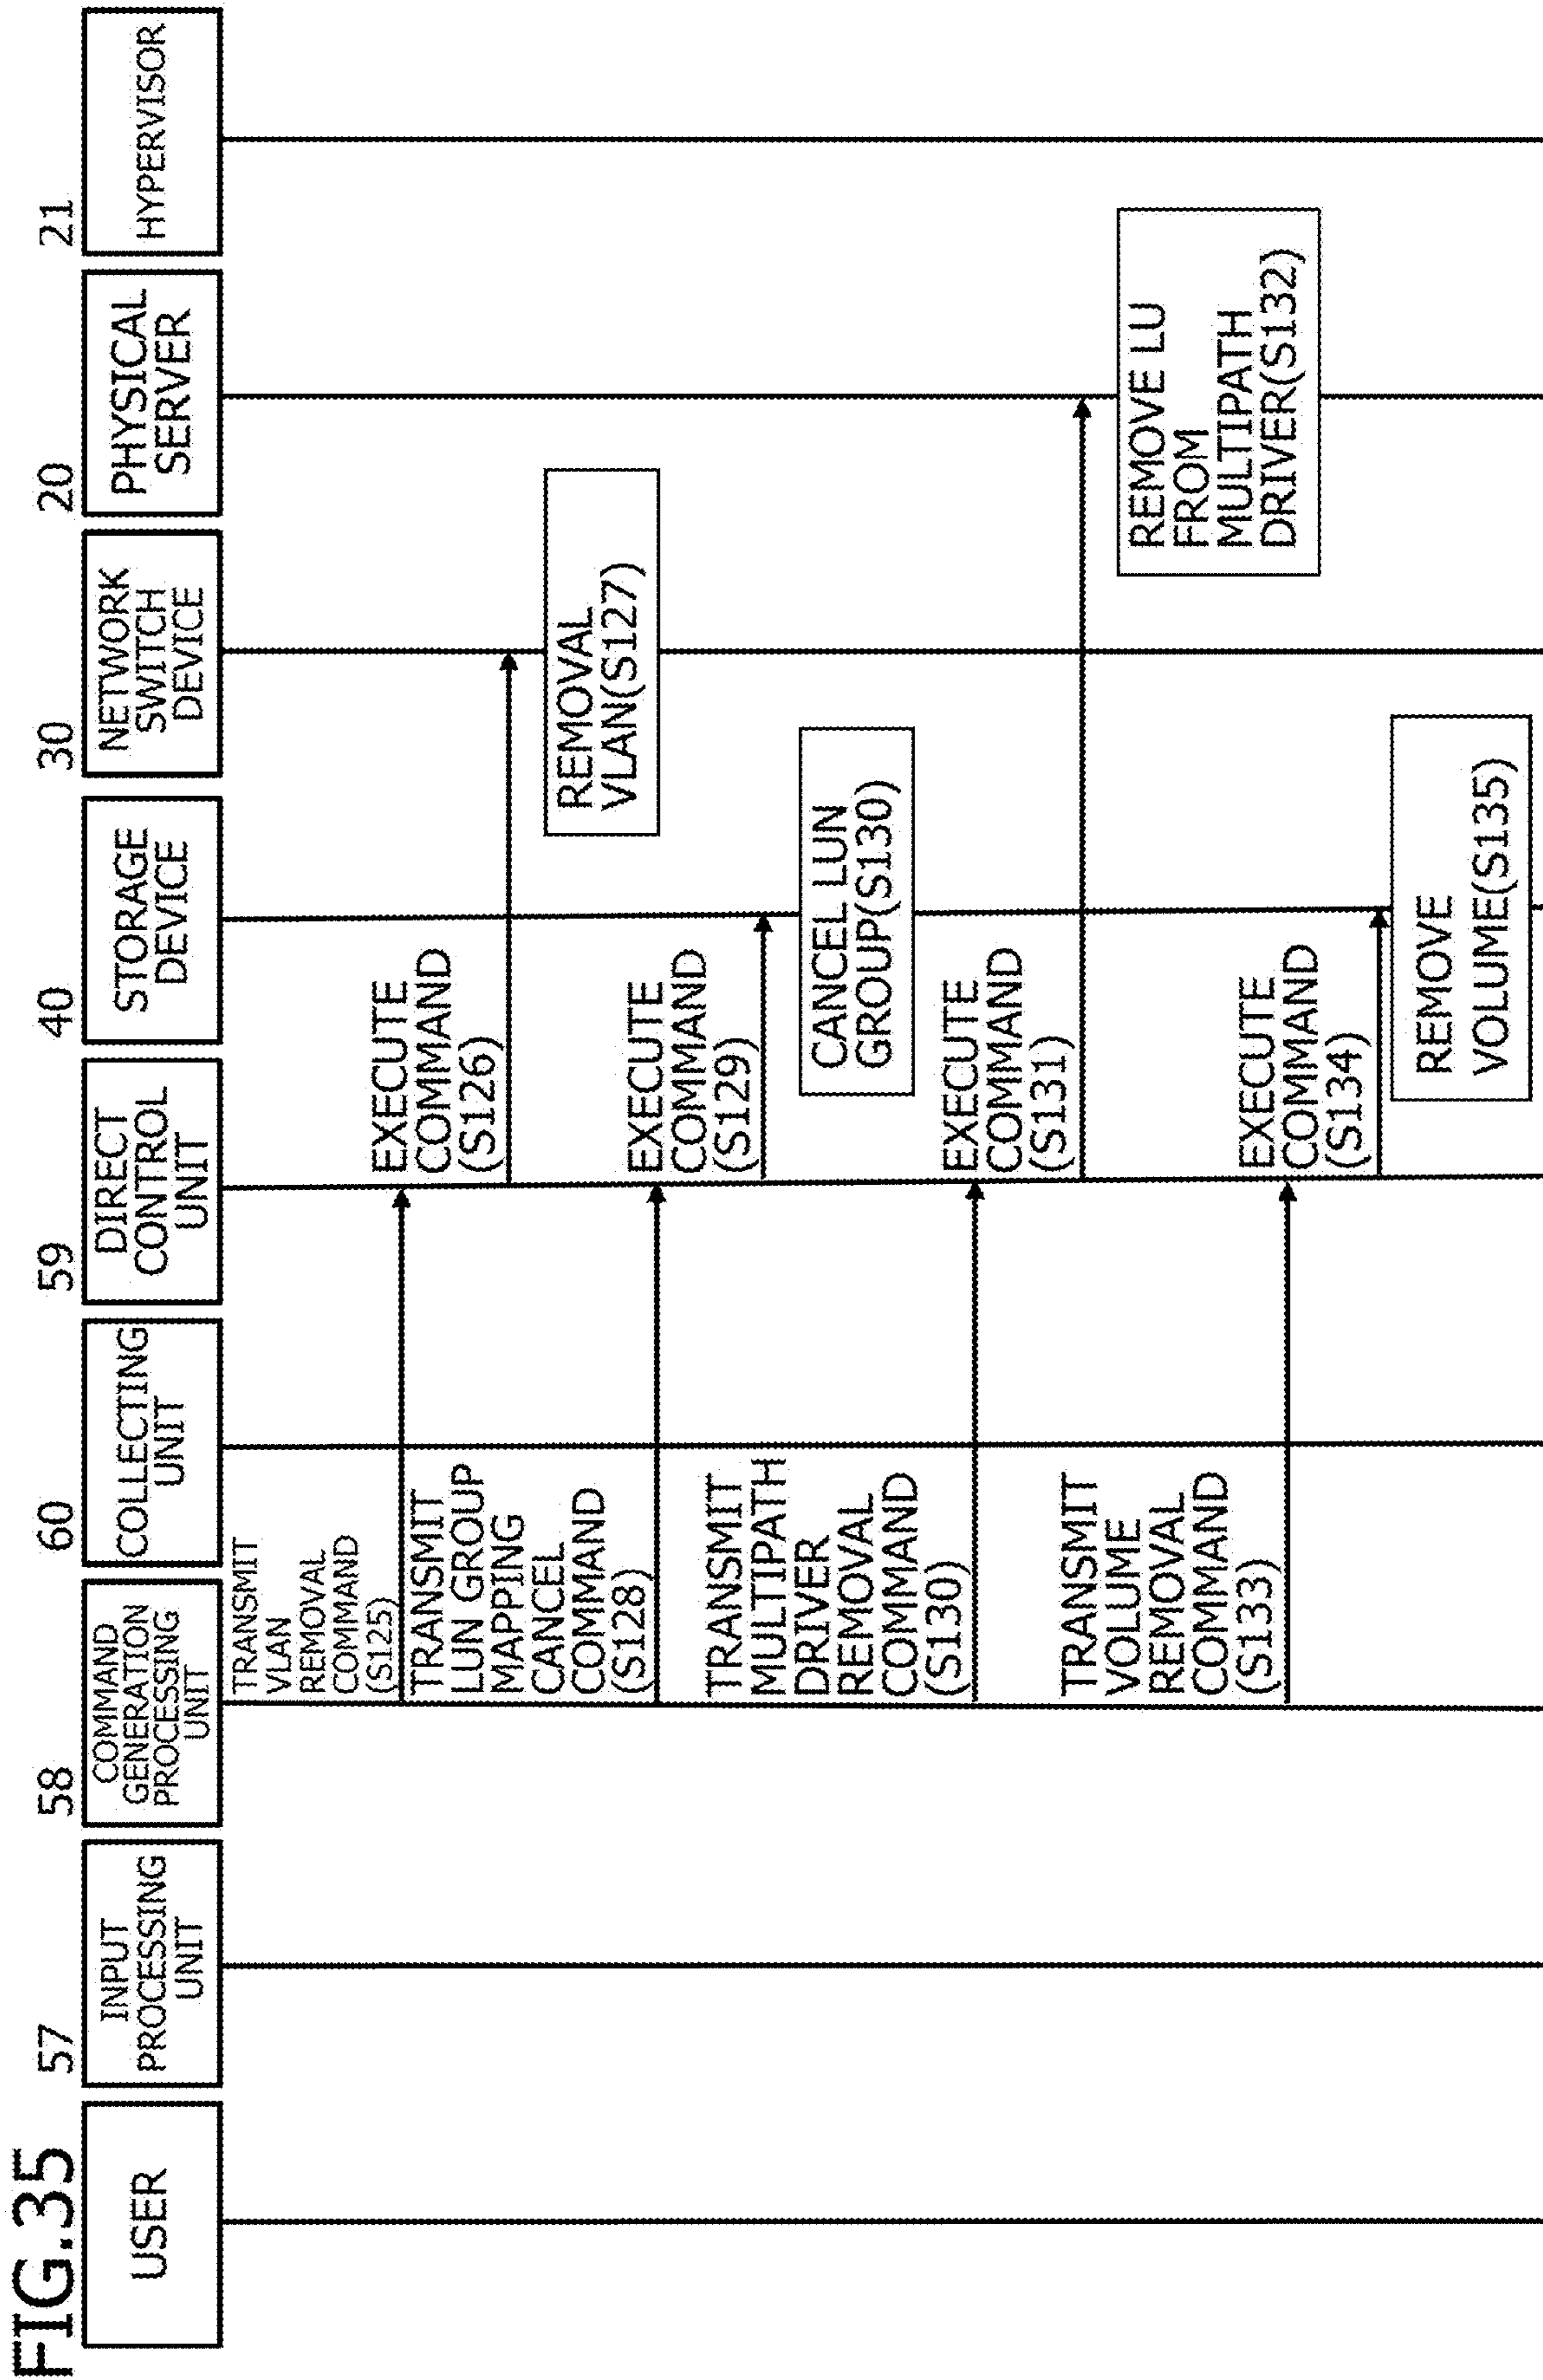 FIG.35
USER
57
INPUT
PROCESSING
UNIT
58
COMMAND
GENERATION
PROCESSING
UNIT
60
COLLECTING
UNIT
59
DIRECT
CONTROL
UNIT
40
STORAGE
DEVICE
30
NETWORK
SWITCH
DEVICE
20
PHYSICAL
SERVER
21
HYPERVISOR
TRANSMIT
VLAN
REMOVAL
COMMAND
(S125)
EXECUTE
COMMAND
(S126)
REMOVAL
VLAN(S127)
TRANSMIT
LUN GROUP
MAPPING
CANCEL
COMMAND
(S128)
EXECUTE
COMMAND
(S129)
CANCEL LUN
GROUP(S130)
TRANSMIT
MULTIPATH
DRIVER
REMOVAL
COMMAND
(S130)
EXECUTE
COMMAND
(S131)
REMOVE LU
FROM
MULTIPATH
DRIVER(S132)
TRANSMIT
VOLUME
REMOVAL
COMMAND
(S133)
EXECUTE
COMMAND
(S134)
REMOVE
VOLUME(S135)